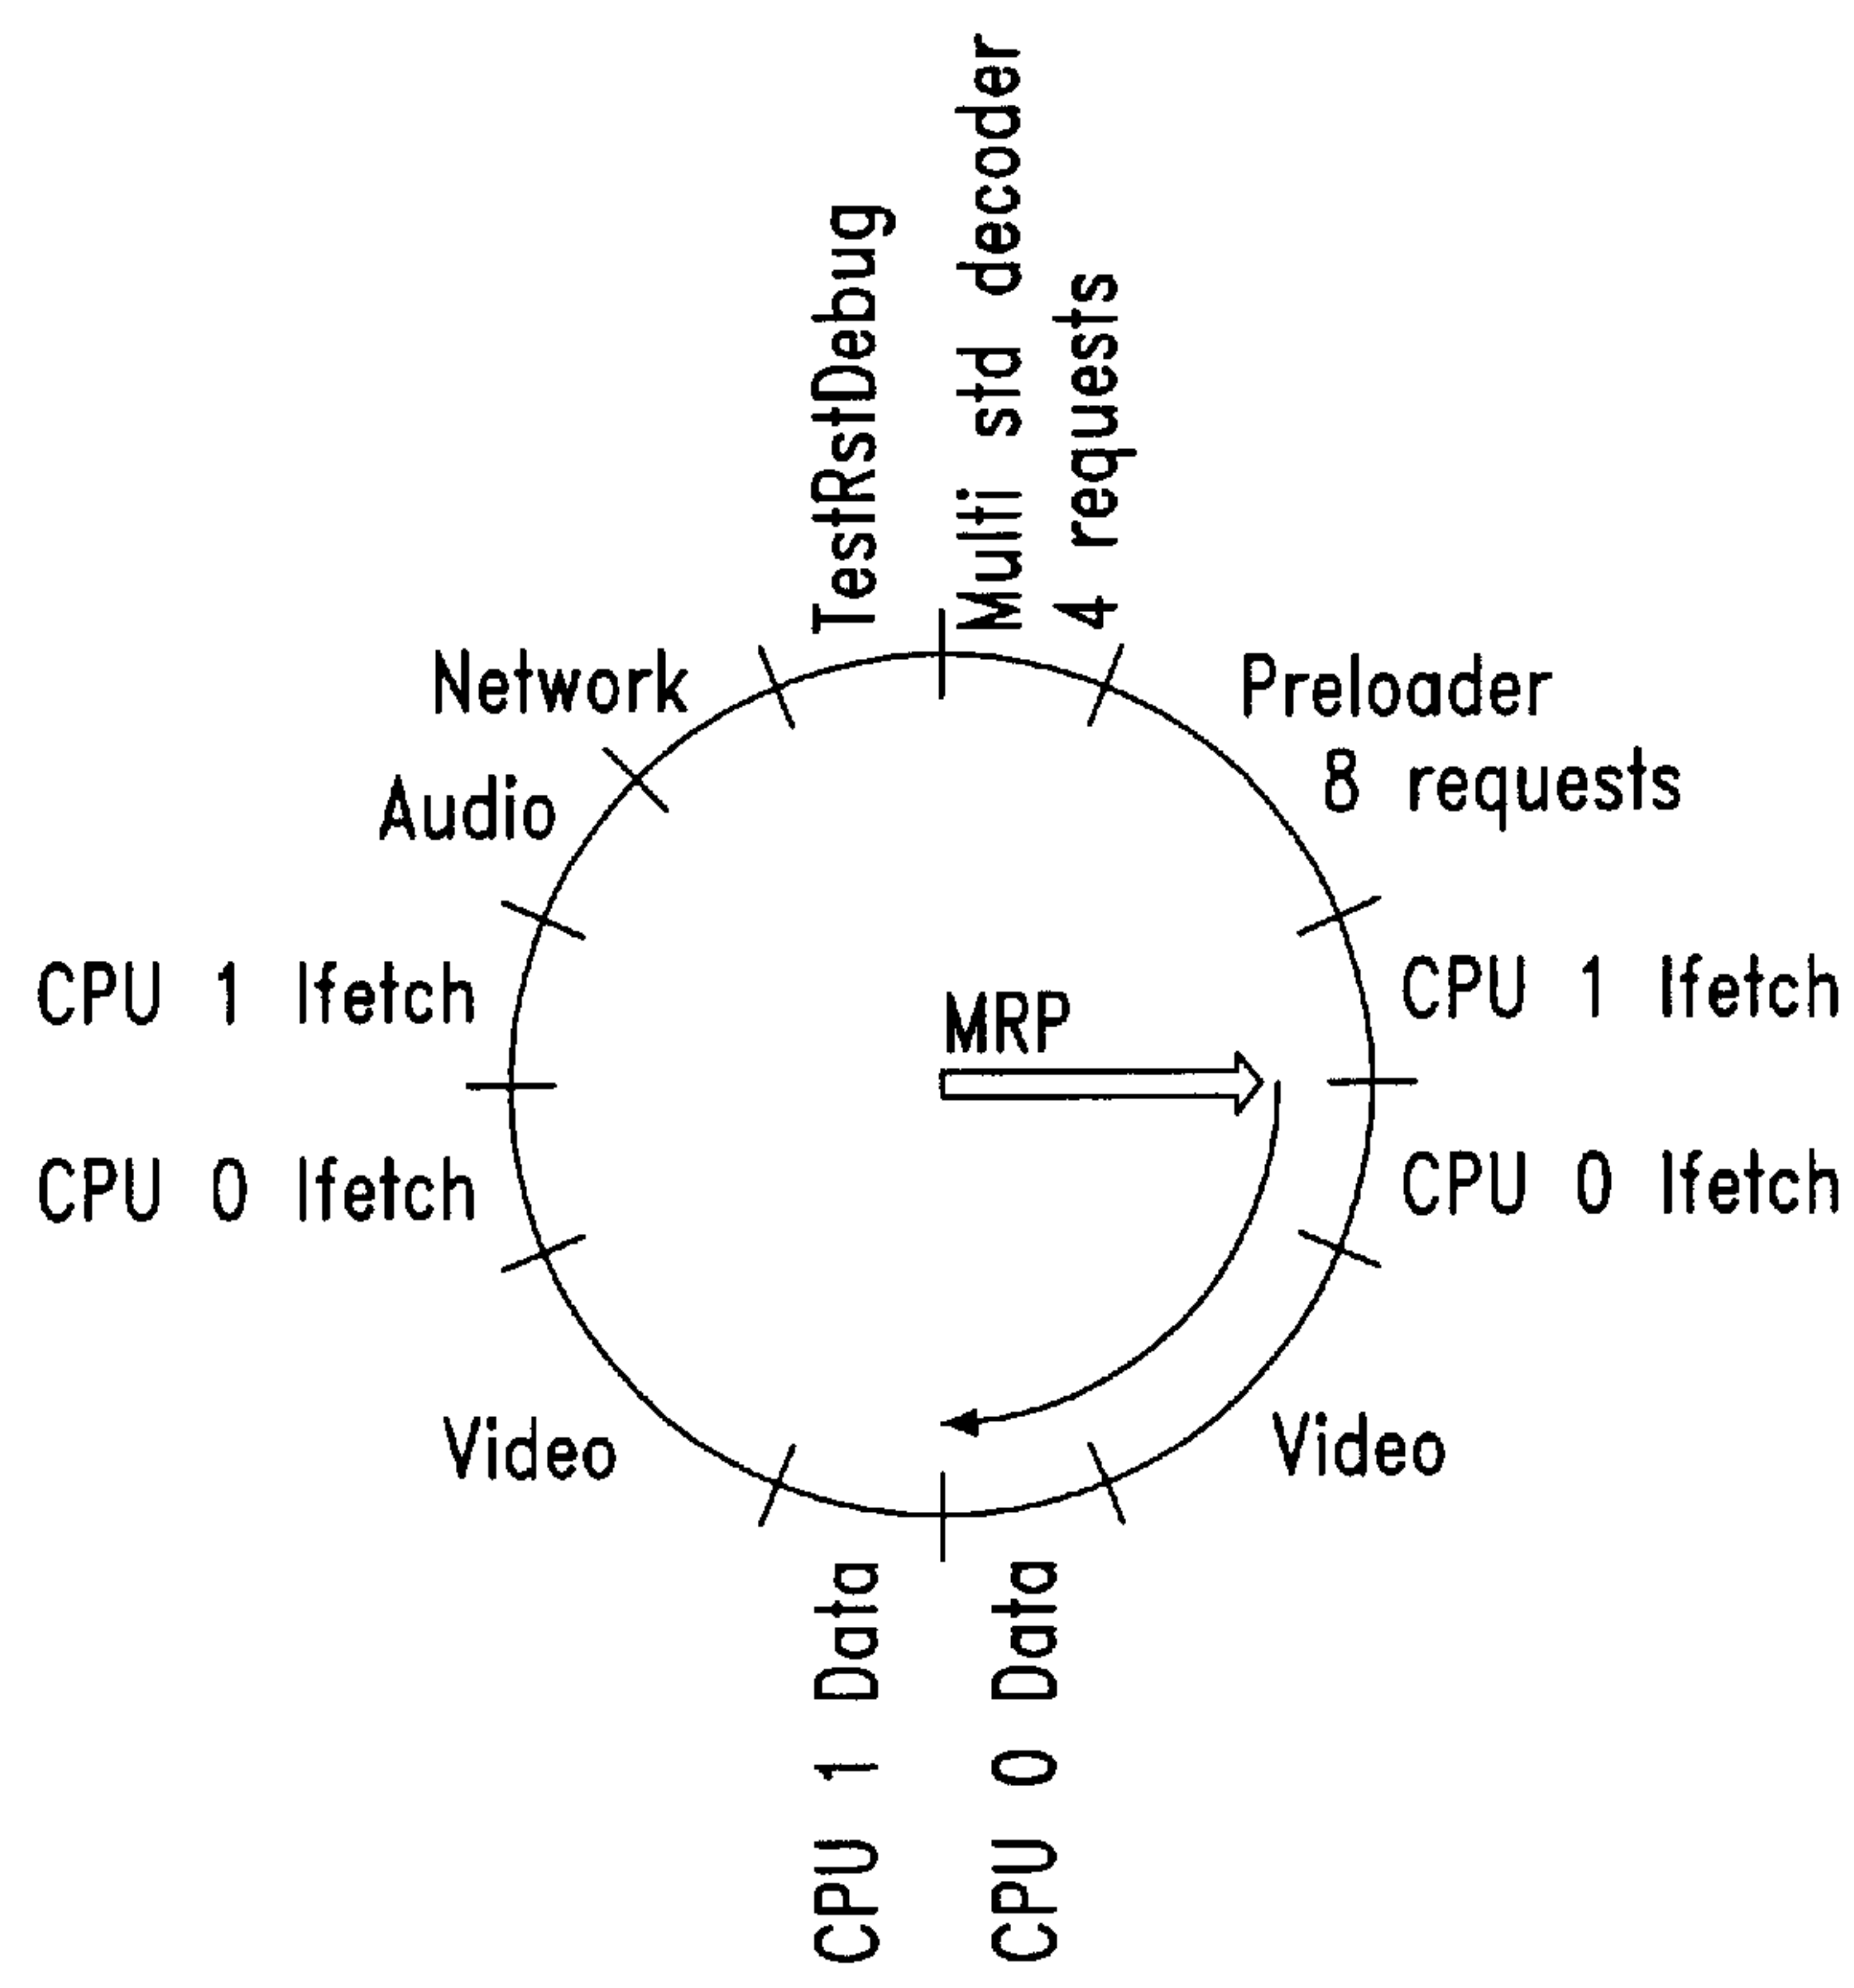 TestRstDebug
Multi std decoder
4 requests
Network
Preloader
8 requests
Audio
CPU 1 Ifetch
CPU 1 Ifetch
MRP
CPU 0 Ifetch
CPU 0 Ifetch
Video
Video
CPU 1 Data
CPU 0 Data